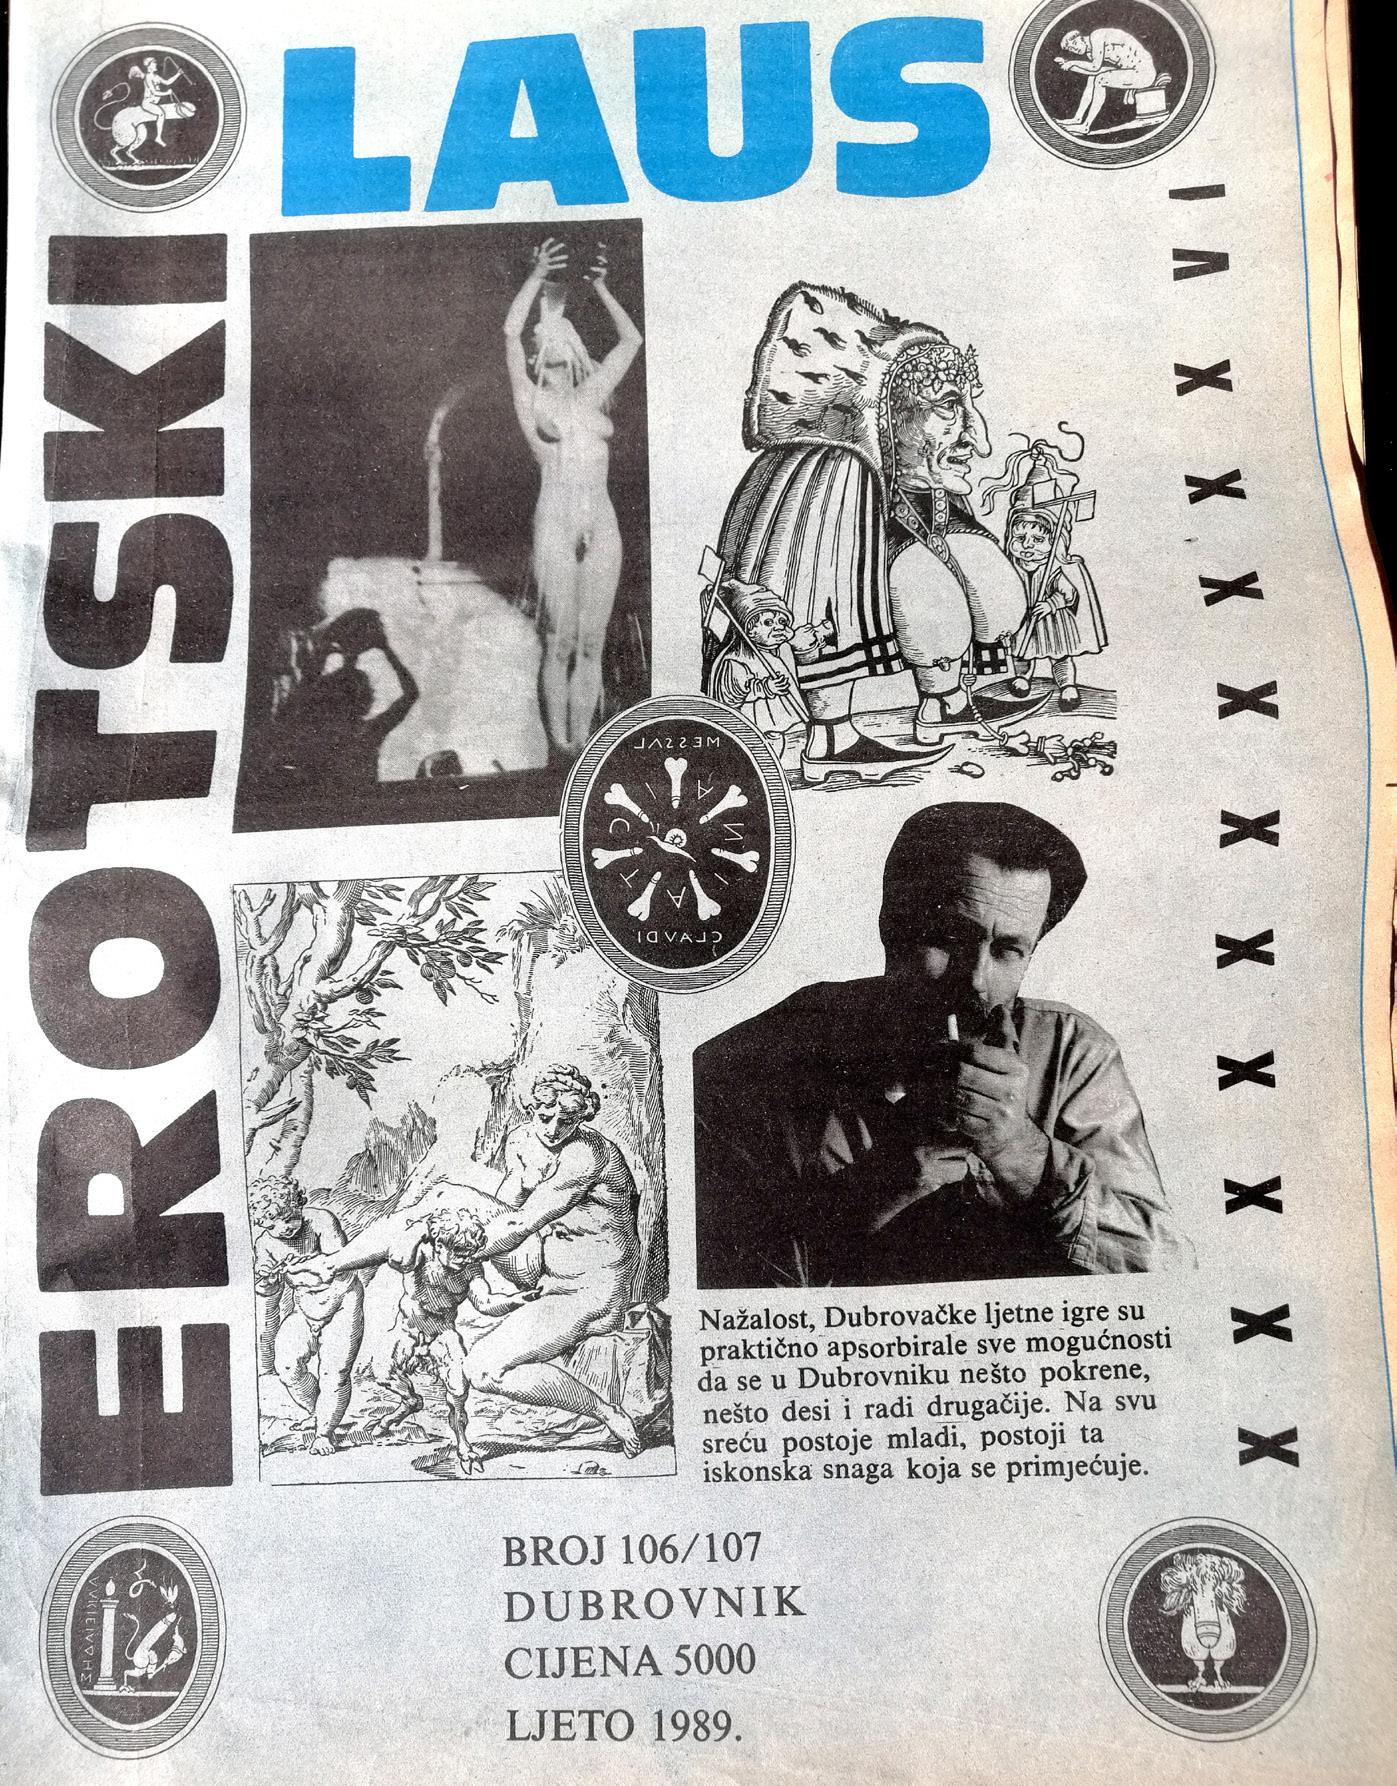 LAUS
EROTSKI
XXXXXXXXXXVI
MESSAL
CLAVDI
Nažalost, Dubrovačke ljetne igre su
praktično apsorbirale sve mogućnosti
da se u Dubrovniku nešto pokrene,
nešto desi i radi drugačije. Na svu
sreću postoje mladi, postoji ta
iskonska snaga koja se primjećuje.
BROJ 106/107
DUBROVNIK
CIJENA 5000
LJETO 1989.